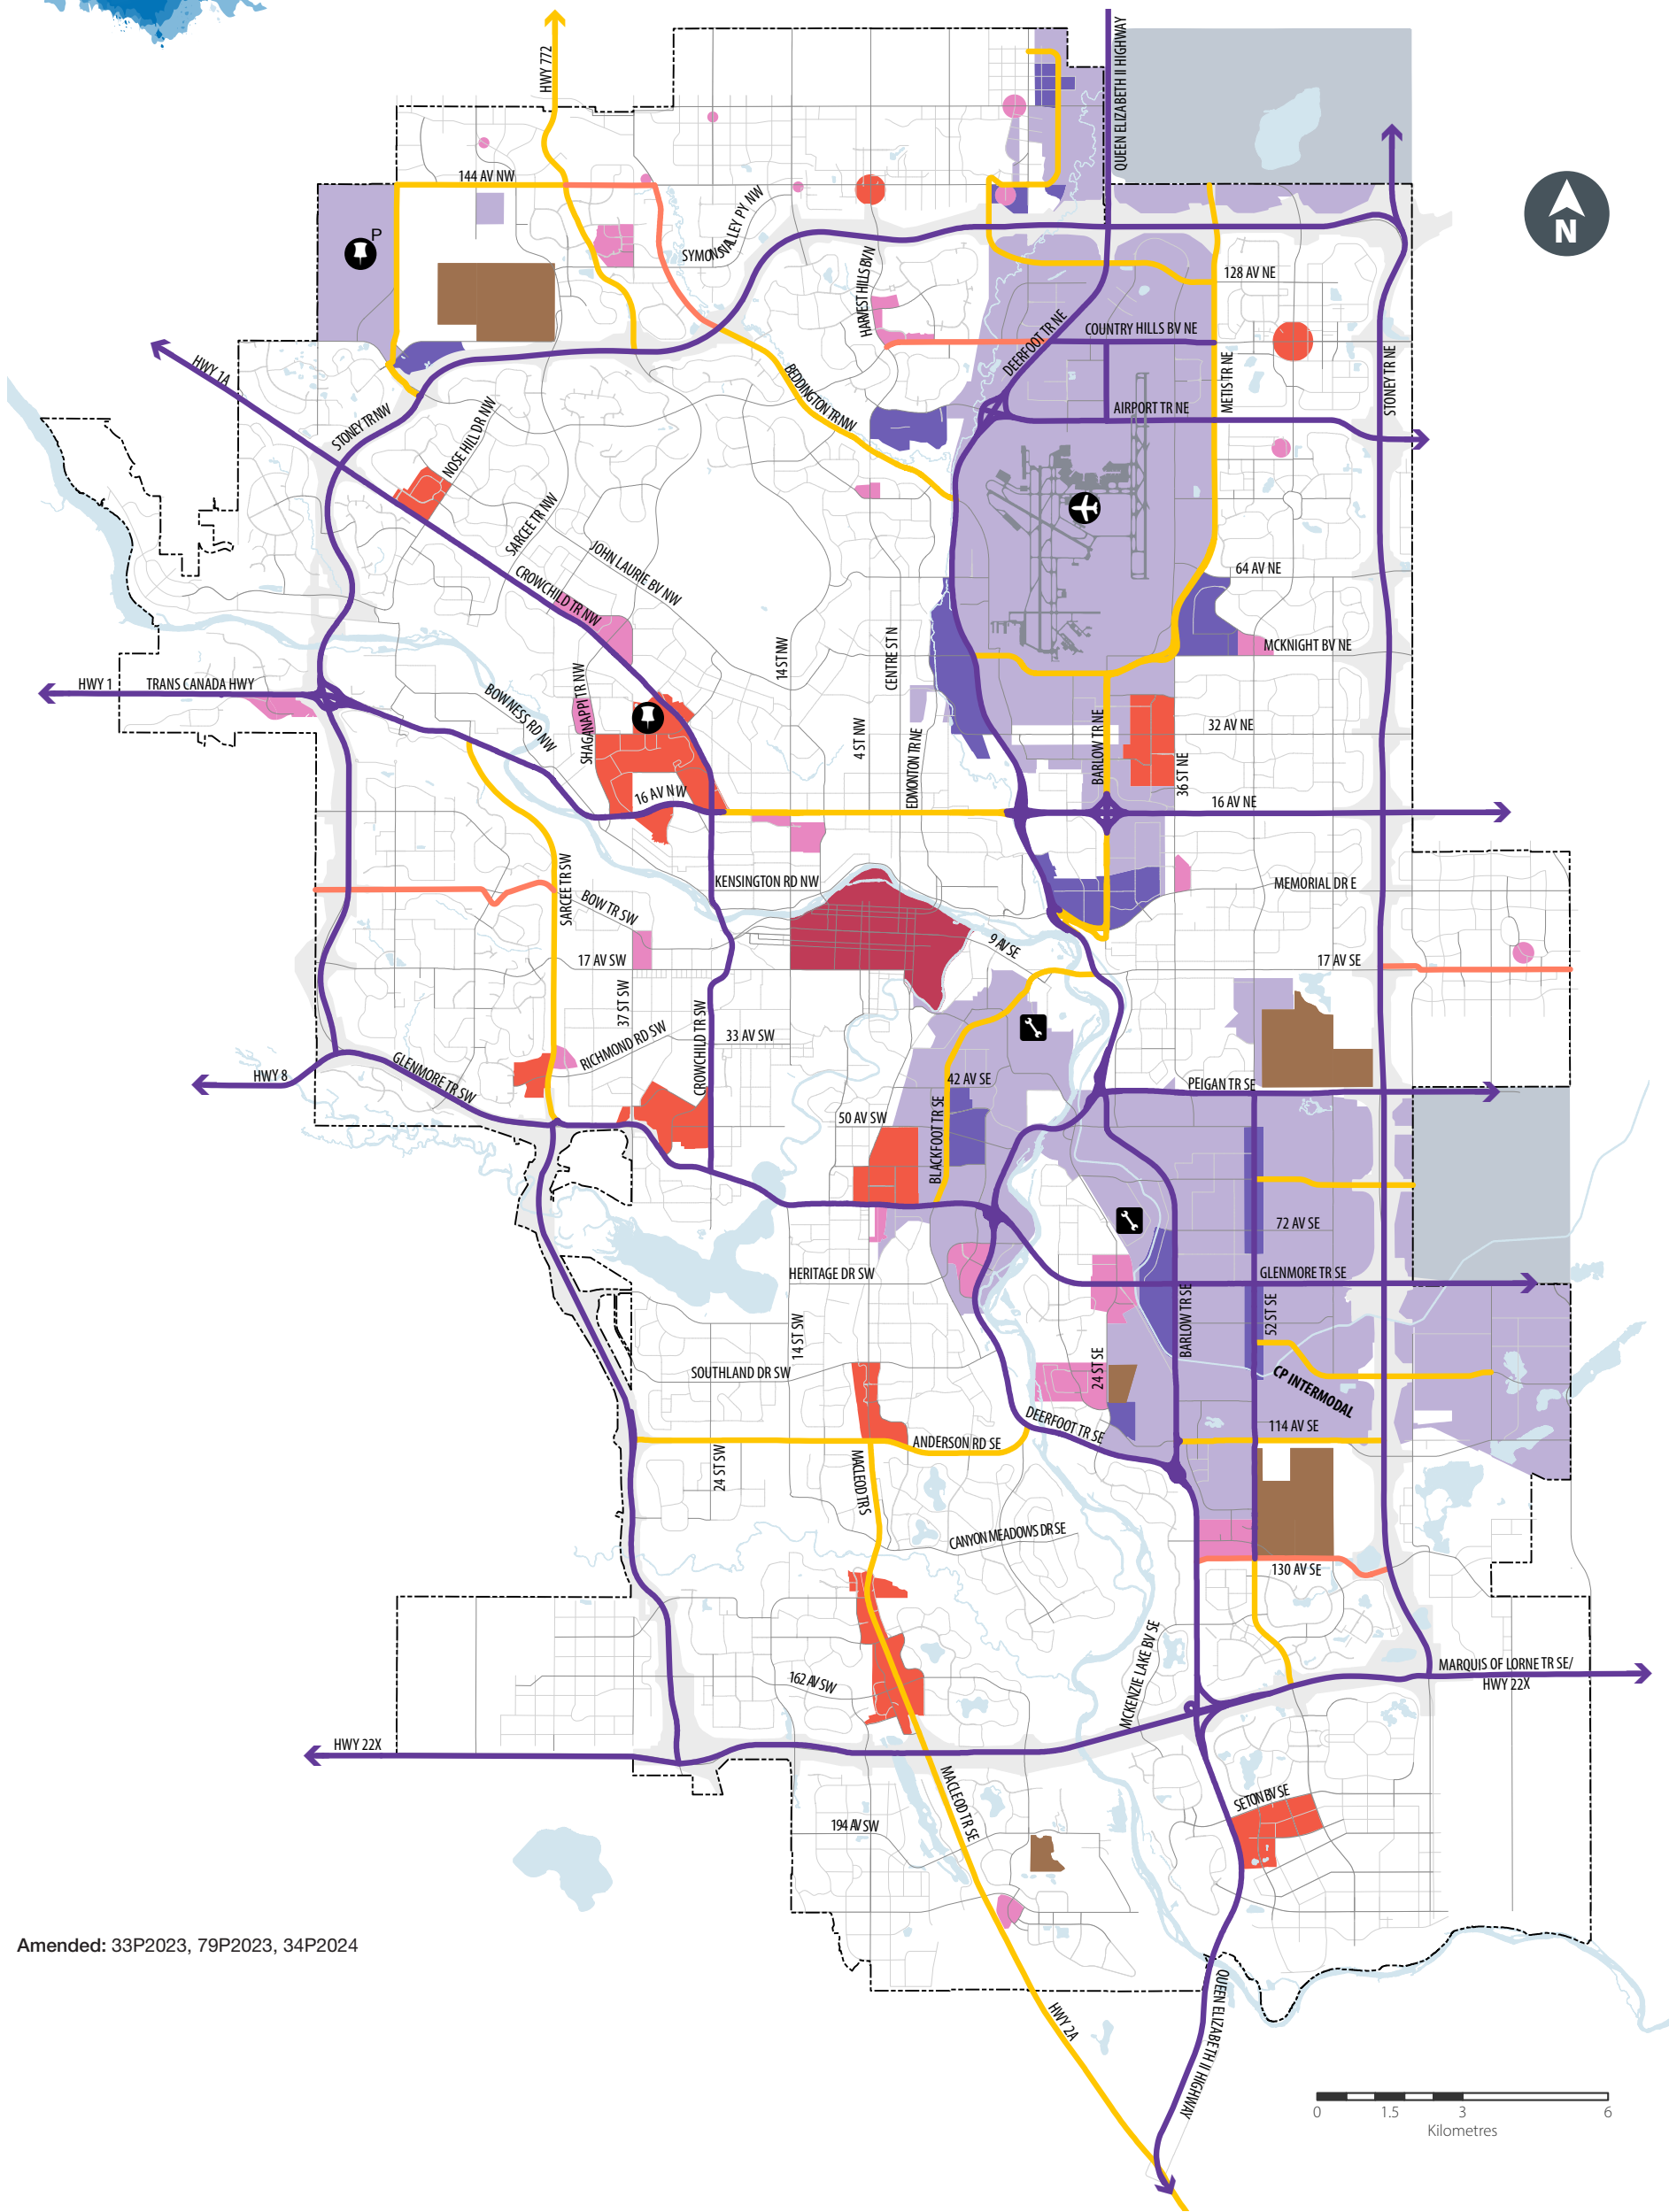 HWY 772
QUEEN ELIZABETH II HIGHWAY
144 AV NW
P
SYMONS VALLEY PY NW
N
HARVEST HILLS BV N
128 AV NE
DEERFOOT TR NE
COUNTRY HILLS BV NE
METIS TR NE
STONEY TR NE
HWY 1A
BEDDINGTON TR NW
AIRPORT TR NE
STONEY TR NW
NOSE HILL DR NW
SARCEE TR NW
JOHN LAURIE BV NW
CROWCHILD TR NW
64 AV NE
14 ST NW
CENTRE ST N
MCKNIGHT BV NE
HWY 1
TRANS CANADA HWY
BOWNESS RD NW
SHAGANAPPI TR NW
4 ST NW
EDMONTON TR NE
BARLOW TR NE
32 AV NE
36 ST NE
16 AV NW
16 AV NE
KENSINGTON RD NW
MEMORIAL DR E
SARCEE TR SW
BOW TR SW
9 AV SE
17 AV SW
17 AV SE
37 ST SW
RICHMOND RD SW
CROWCHILD TR SW
33 AV SW
HWY 8
GLENMORE TR SW
42 AV SE
PEIGAN TR SE
50 AV SW
BLACKFOOT TR SE
72 AV SE
HERITAGE DR SW
GLENMORE TR SE
14 ST SW
BARLOW TR SE
52 ST SE
SOUTHLAND DR SW
24 ST SE
CP INTERMODAL
DEERFOOT TR SE
114 AV SE
ANDERSON RD SE
24 ST SW
MACLEOD TR S
CANYON MEADOWS DR SE
130 AV SE
MCKENZIE LAKE BV SE
162 AV SW
MARQUIS OF LORNE TR SE/
HWY 22X
HWY 22X
MACLEOD TR SE
SETON BV SE
194 AV SW
Amended: 33P2023, 79P2023, 34P2024
HWY 2A
QUEEN ELIZABETH II HIGHWAY
0 1.5 3 6
Kilometres